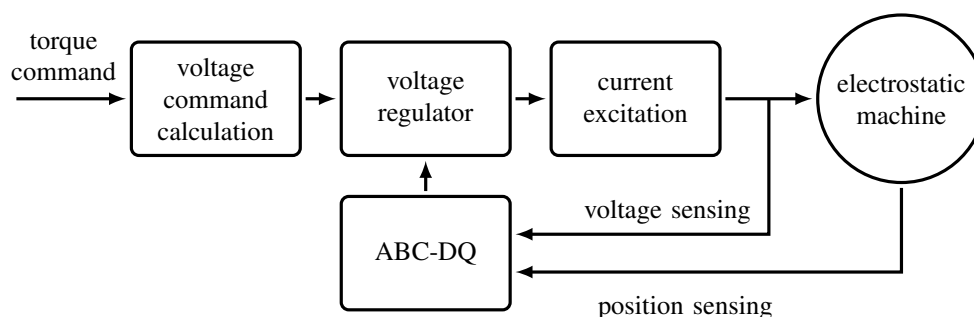 torque
command
voltage
command
calculation
voltage
regulator
current
excitation
electrostatic
machine
voltage sensing
ABC-DQ
position sensing